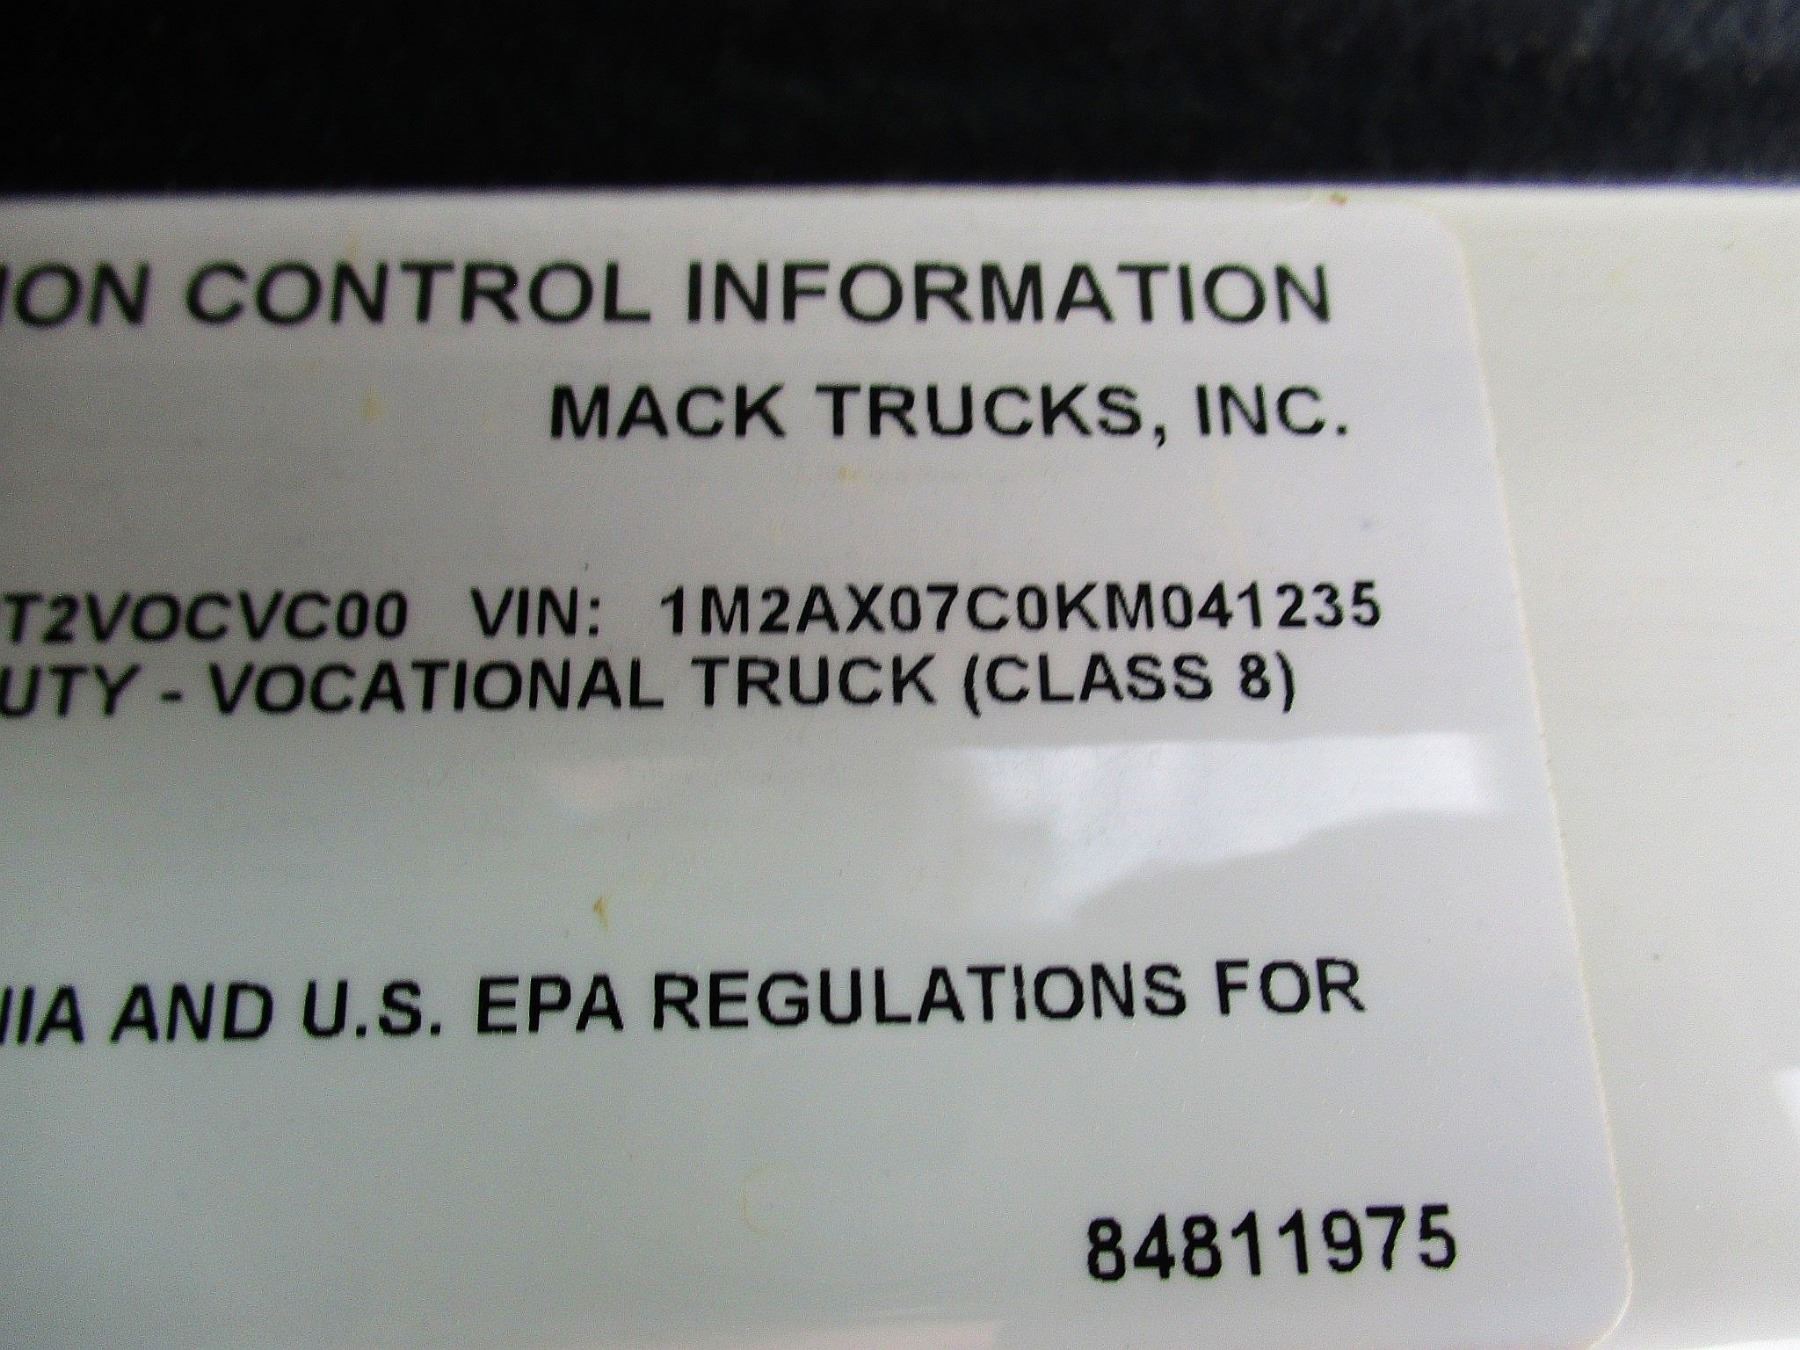 ION CONTROL INFORMATION
MACK TRUCKS, INC.
T2VOCVC00 VIN: 1M2AX07C0KM041235
UTY - VOCATIONAL TRUCK (CLASS 8)
NIA AND U.S. EPA REGULATIONS FOR
84811975